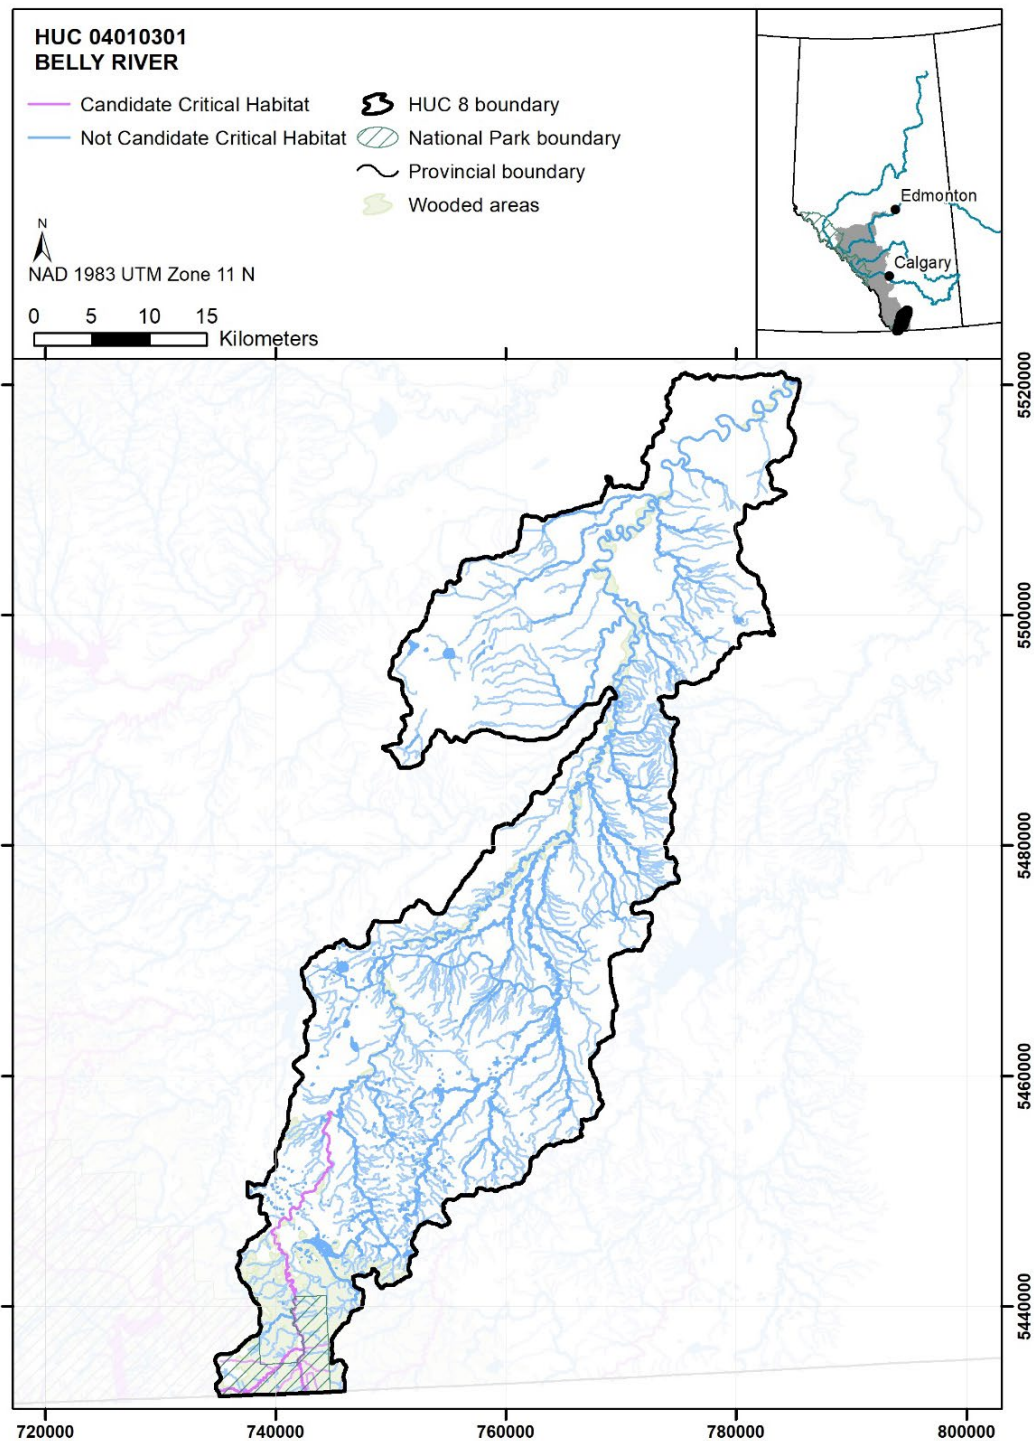 HUC 04010301
BELLY RIVER
Candidate Critical Habitat
Not Candidate Critical Habitat
HUC 8 boundary
National Park boundary
Provincial boundary
Wooded areas
N
NAD 1983 UTM Zone 11 N
0 5 10 15
Kilometers
Edmonton
Calgary
5520000
5500000
5480000
5460000
5440000
720000 740000 760000 780000 800000